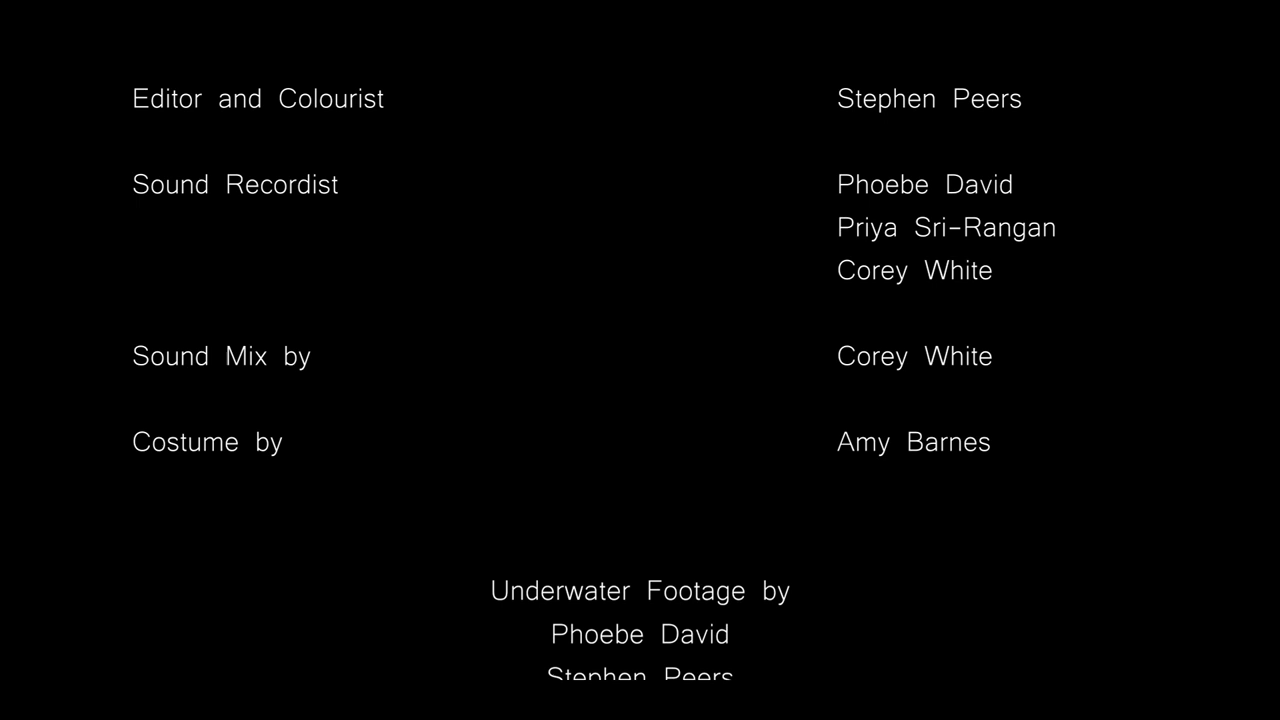 Editor and Colourist Stephen Peers
Sound Recordist Phoebe David
Priya Sri-Rangan
Corey White
Sound Mix by Corey White
Costume by Amy Barnes
Underwater Footage by
Phoebe David
Stephen Peers